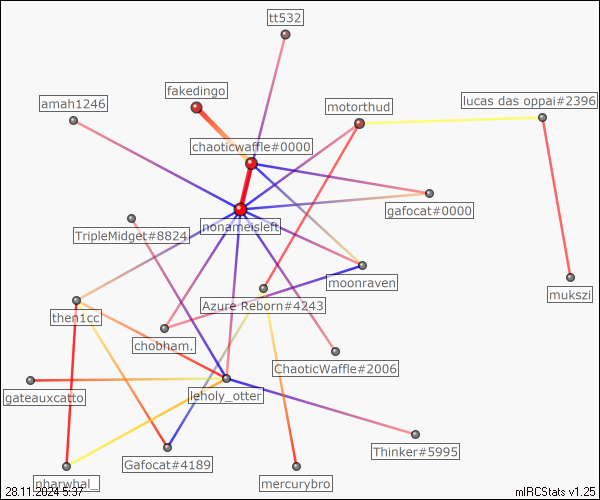 tt532
fakedingo
amah1246
motorthud
lucas das oppai#2396
chaoticwaffle#0000
gafocat#0000
nonameisleft
TripleMidget#8824
moonraven
mukszi
Azure Reborn#4243
then1cc
chobham.
ChaoticWaffle#2006
gateauxcatto
leholy_otter
Thinker#5995
Gafocat#4189
nharwhal_
mercurybro
28.11.2024 5:37
mIRCStats v1.25